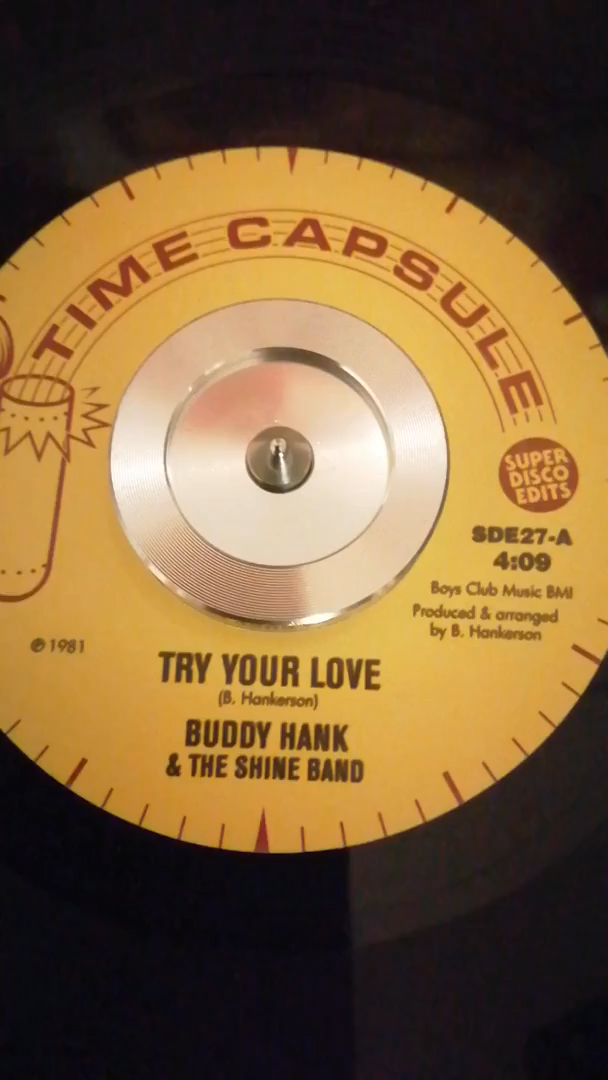 TIME CAPSULE
SUPER
DISCO
EDITS
SDE27-A
4:09
Boys Club Music BMI
Produced & arranged
by B. Hankerson
℗ 1981
TRY YOUR LOVE
(B. Hankerson)
BUDDY HANK
& THE SHINE BAND